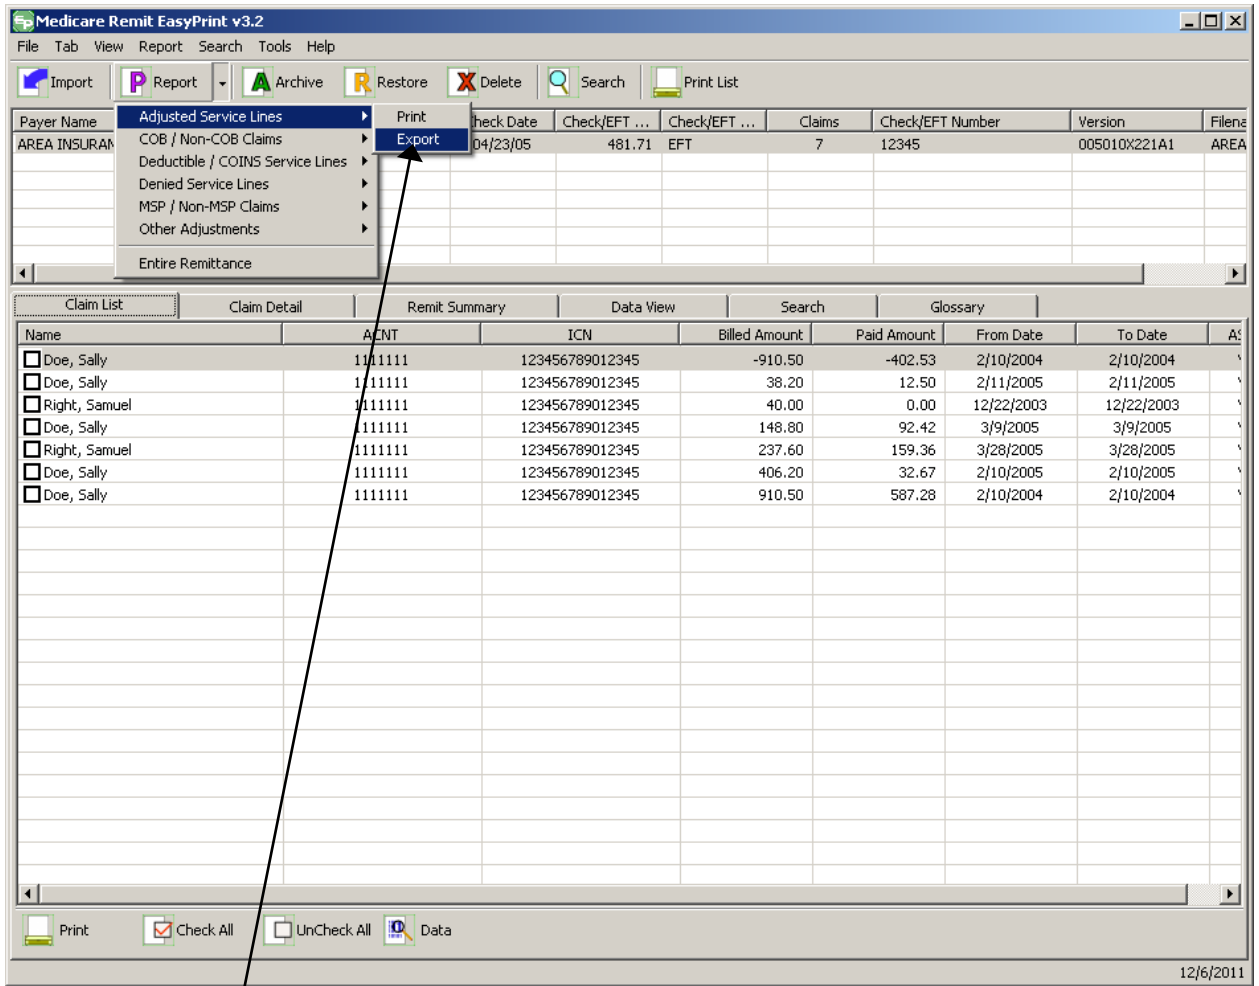 Medicare Remit EasyPrint v3.2
File Tab View Report Search Tools Help
Import Report Archive Restore Delete Search Print List
Payer Name heck Date Check/EFT ... Check/EFT ... Claims Check/EFT Number Version Filena
AREA INSURAN 04/23/05 481.71 EFT 7 12345 005010X221A1 AREA
Adjusted Service Lines
COB / Non-COB Claims
Deductible / COINS Service Lines
Denied Service Lines
MSP / Non-MSP Claims
Other Adjustments
Entire Remittance
Print
Export
Claim List Claim Detail Remit Summary Data View Search Glossary
Name ACNT ICN Billed Amount Paid Amount From Date To Date AS
Doe, Sally 1111111 123456789012345 -910.50 -402.53 2/10/2004 2/10/2004
Doe, Sally 1111111 123456789012345 38.20 12.50 2/11/2005 2/11/2005
Right, Samuel 1111111 123456789012345 40.00 0.00 12/22/2003 12/22/2003
Doe, Sally 1111111 123456789012345 148.80 92.42 3/9/2005 3/9/2005
Right, Samuel 1111111 123456789012345 237.60 159.36 3/28/2005 3/28/2005
Doe, Sally 1111111 123456789012345 406.20 32.67 2/10/2005 2/10/2005
Doe, Sally 1111111 123456789012345 910.50 587.28 2/10/2004 2/10/2004
Print Check All UnCheck All Data
12/6/2011